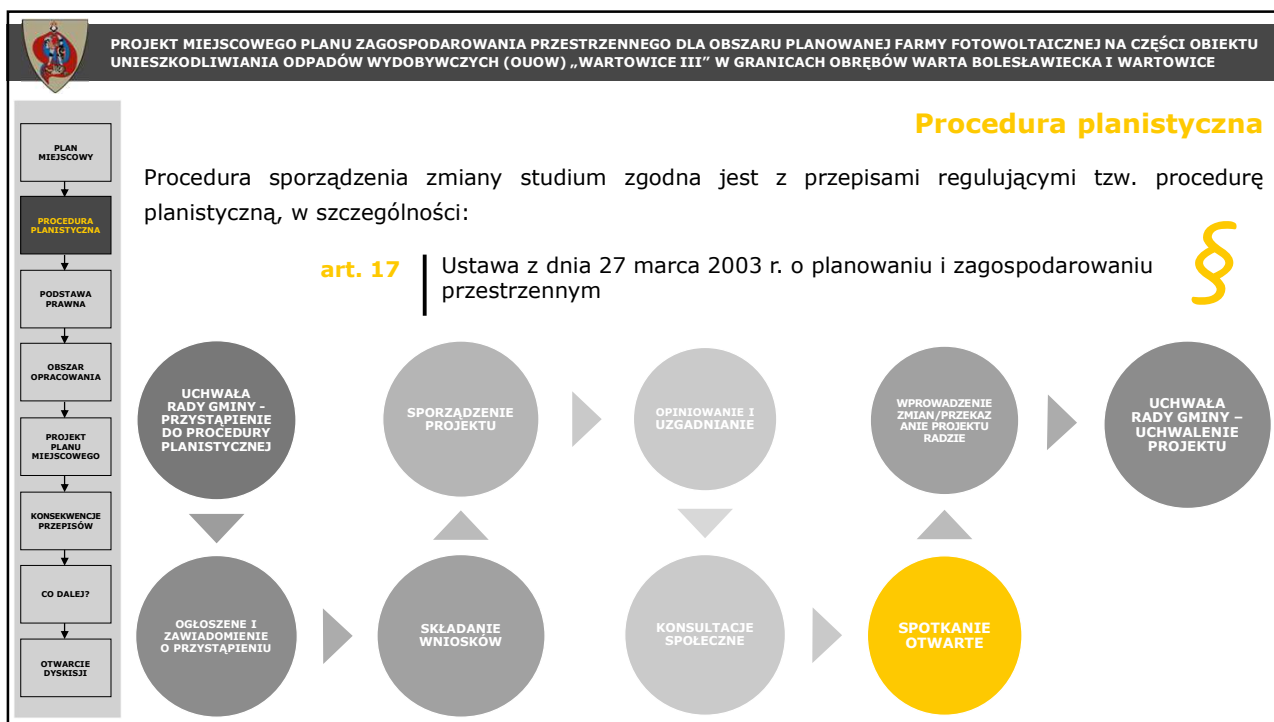 PROJEKT MIEJSCOWEGO PLANU ZAGOSPODAROWANIA PRZESTRZENNEGO DLA OBSZARU PLANOWANEJ FARMY FOTOWOLTAICZNEJ NA CZĘŚCI OBIEKTU
UNIESZKODLIWIANIA ODPADÓW WYDOBYWCZYCH (OUOW) „WARTOWICE III” W GRANICACH OBRĘBÓW WARTA BOLESŁAWIECKA I WARTOWICE
PLAN
MIEJSCOWY
PROCEDURA
PLANISTYCZNA
PODSTAWA
PRAWNA
OBSZAR
OPRACOWANIA
PROJEKT
PLANU
MIEJSCOWEGO
KONSEKWENCJE
PRZEPISÓW
CO DALEJ?
OTWARCIE
DYSKISJI
Procedura planistyczna
Procedura sporządzenia zmiany studium zgodna jest z przepisami regulującymi tzw. procedurę
planistyczną, w szczególności:
art. 17
Ustawa z dnia 27 marca 2003 r. o planowaniu i zagospodarowaniu
przestrzennym
§
UCHWAŁA
RADY GMINY -
PRZYSTĄPIENIE
DO PROCEDURY
PLANISTYCZNEJ
OGŁOSZENE I
ZAWIADOMIENIE
O PRZYSTĄPIENIU
SKŁADANIE
WNIOSKÓW
SPORZĄDZENIE
PROJEKTU
OPINIOWANIE I
UZGADNIANIE
KONSULTACJE
SPOŁECZNE
SPOTKANIE
OTWARTE
WPROWADZENIE
ZMIAN/PRZEKAZ
ANIE PROJEKTU
RADZIE
UCHWAŁA
RADY GMINY –
UCHWALENIE
PROJEKTU